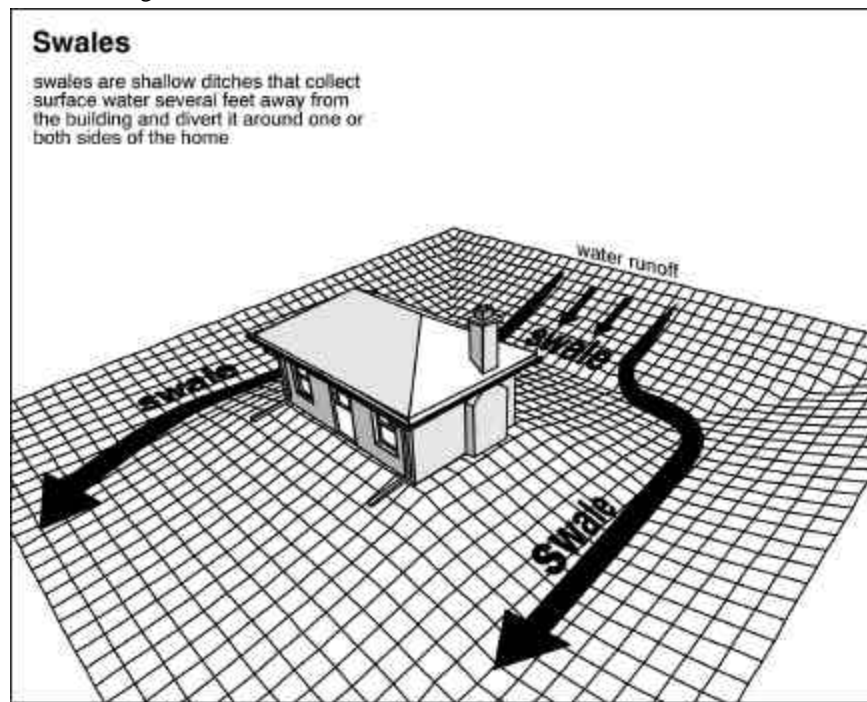 Swales
swales are shallow ditches that collect
surface water several feet away from
the building and divert it around one or
both sides of the home
water runoff
swale
swale
Swale